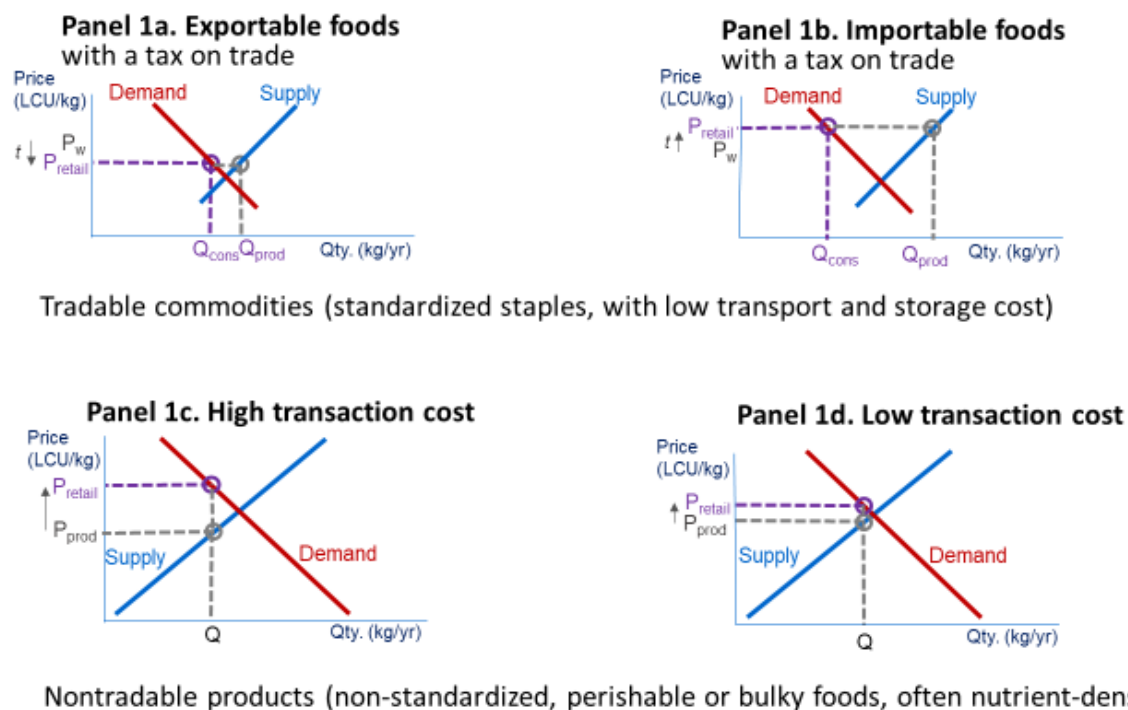 Panel 1a. Exportable foods
with a tax on trade
Price
(LCU/kg)
Demand
Supply
t
Pw
Pretail
Qcons
Qprod
Qty. (kg/yr)
Panel 1b. Importable foods
with a tax on trade
Price
(LCU/kg)
Demand
Supply
t
Pretail
Pw
Qcons
Qprod
Qty. (kg/yr)
Tradable commodities (standardized staples, with low transport and storage cost)
Panel 1c. High transaction cost
Price
(LCU/kg)
Pretail
Pprod
Supply
Demand
Q
Qty. (kg/yr)
Panel 1d. Low transaction cost
Price
(LCU/kg)
Pretail
Pprod
Supply
Demand
Q
Qty. (kg/yr)
Nontradable products (non-standardized, perishable or bulky foods, often nutrient-dens